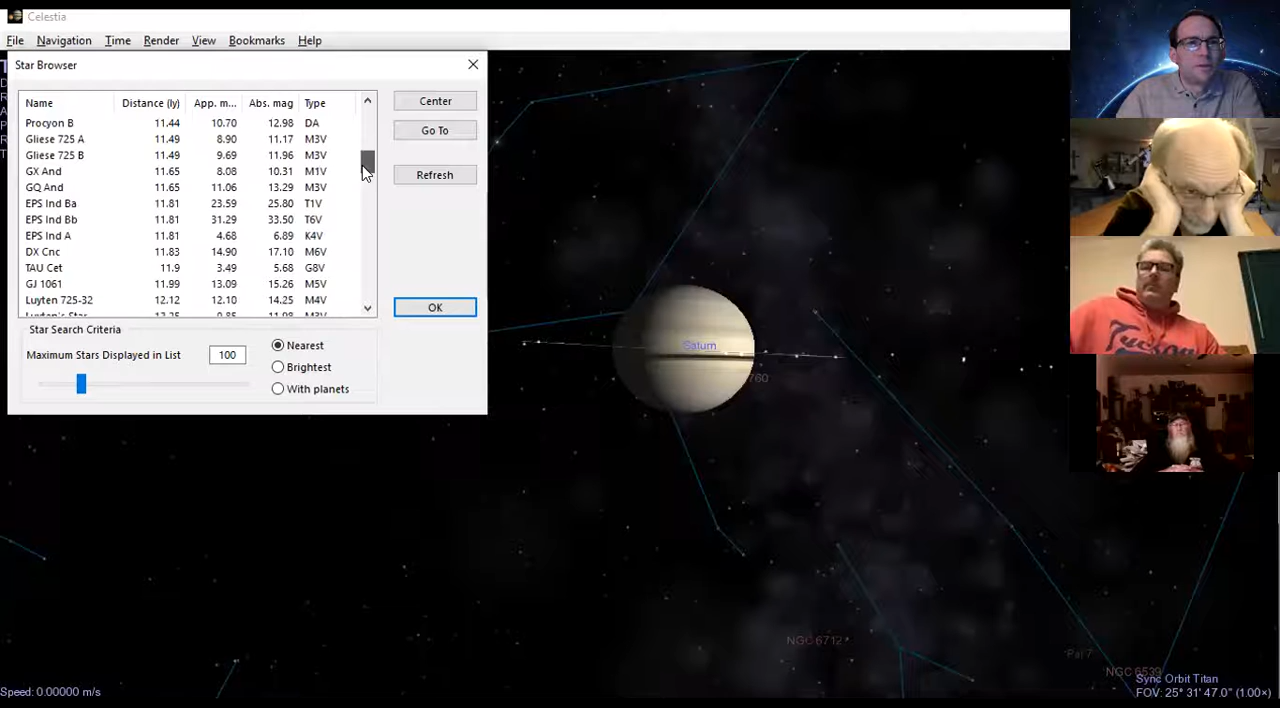 Celestia
File Navigation Time Render View Bookmarks Help
Star Browser
Name Distance (ly) App. m... Abs. mag Type
Procyon B 11.44 10.70 12.98 DA
Gliese 725 A 11.49 8.90 11.17 M3V
Gliese 725 B 11.49 9.69 11.96 M3V
GX And 11.65 8.08 10.31 M1V
GQ And 11.65 11.06 13.29 M3V
EPS Ind Ba 11.81 23.59 25.80 T1V
EPS Ind Bb 11.81 31.29 33.50 T6V
EPS Ind A 11.81 4.68 6.89 K4V
DX Cnc 11.83 14.90 17.10 M6V
TAU Cet 11.9 3.49 5.68 G8V
GJ 1061 11.99 13.09 15.26 M5V
Luyten 725-32 12.12 12.10 14.25 M4V
Luyten's Star
Center
Go To
Refresh
OK
Star Search Criteria
Maximum Stars Displayed in List 100
Nearest
Brightest
With planets
Saturn
760
NGC 6712
Pal 7
NGC 6539
Speed: 0.00000 m/s
Sync Orbit Titan
FOV: 25° 31' 47.0" (1.00×)
Tucson